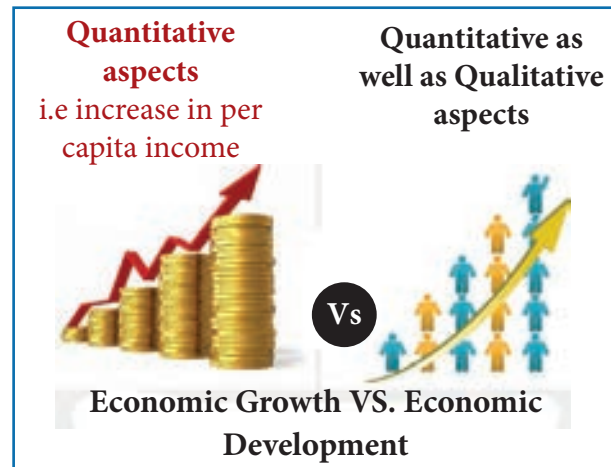 Quantitative
aspects
i.e increase in per
capita income
Quantitative as
well as Qualitative
aspects
Vs
Economic Growth VS. Economic
Development